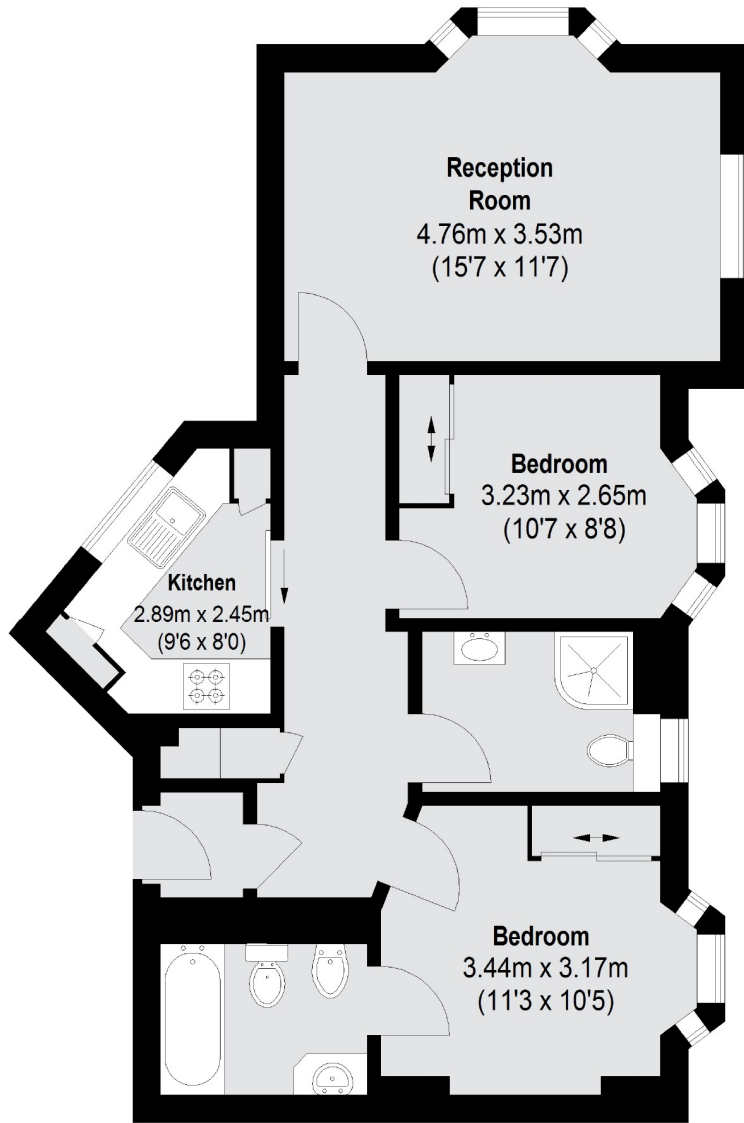 Reception
Room
4.76m x 3.53m
(15'7 x 11'7)
Bedroom
3.23m x 2.65m
(10'7 x 8'8)
Kitchen
2.89m x 2.45m
(9'6 x 8'0)
Bedroom
3.44m x 3.17m
(11'3 x 10'5)